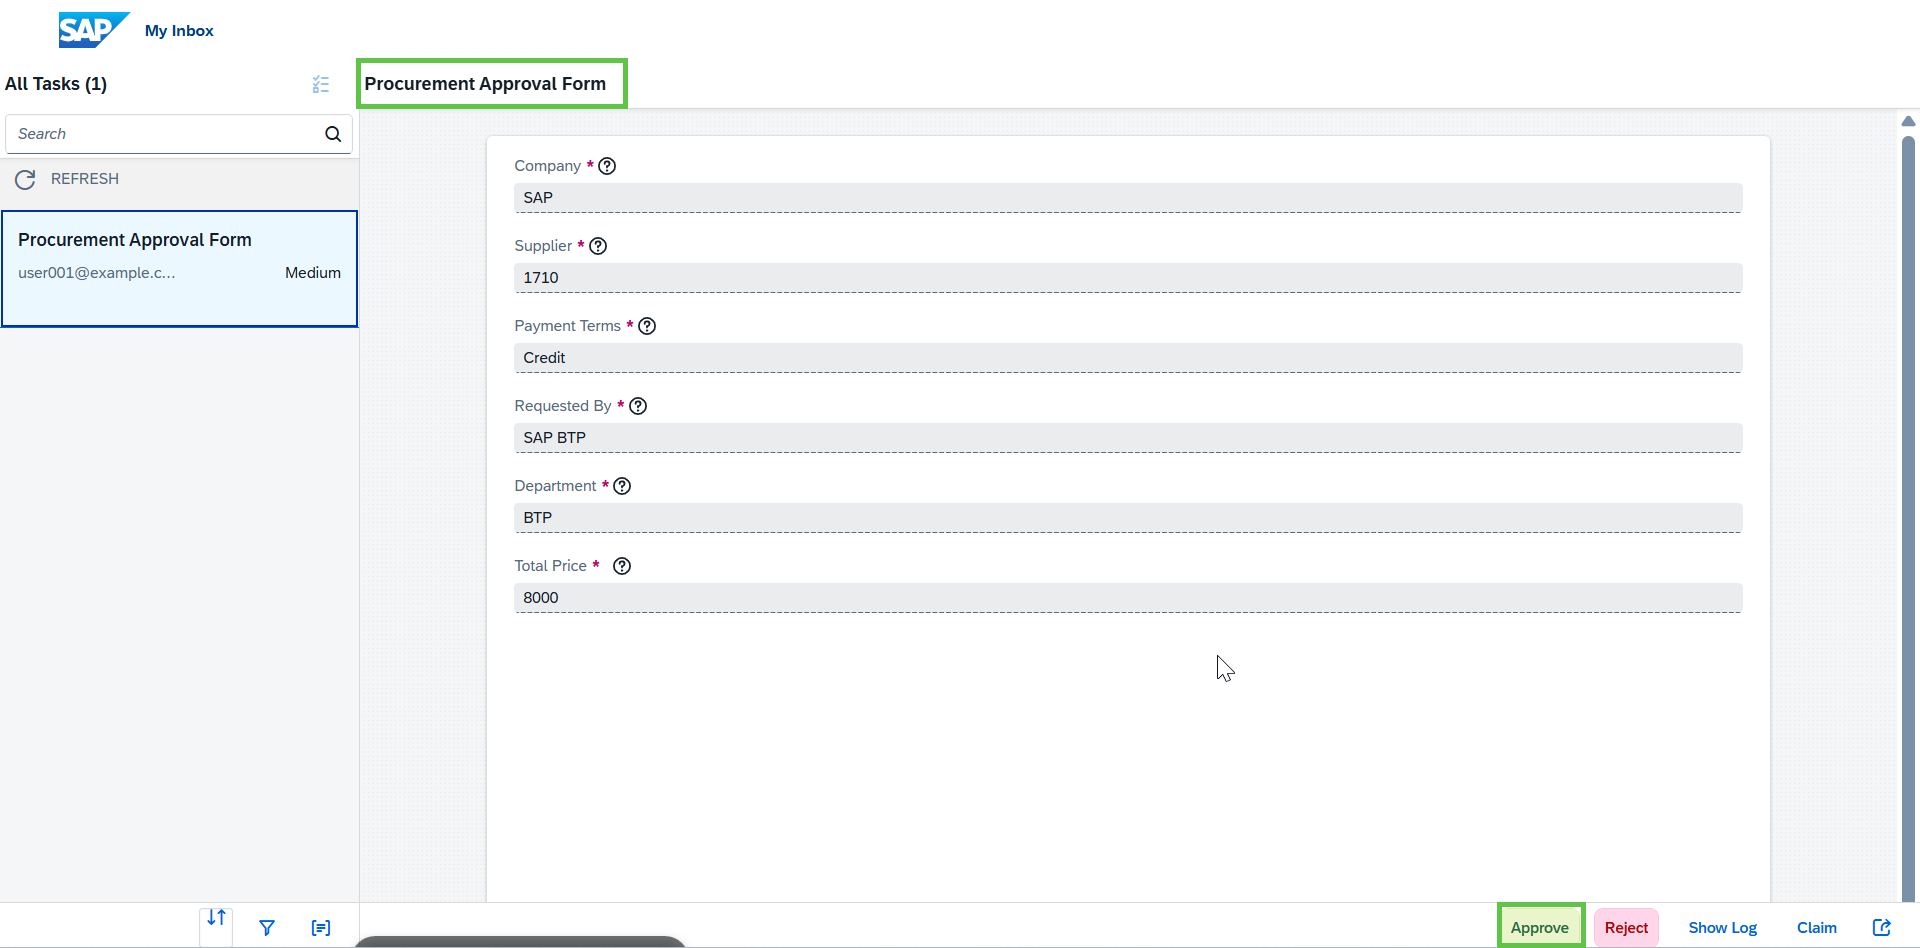 SAP My Inbox
All Tasks (1)
Search
REFRESH
Procurement Approval Form
user001@example.c...
Medium
Procurement Approval Form
Company *
SAP
Supplier *
1710
Payment Terms *
Credit
Requested By *
SAP BTP
Department *
BTP
Total Price *
8000
Approve Reject Show Log Claim